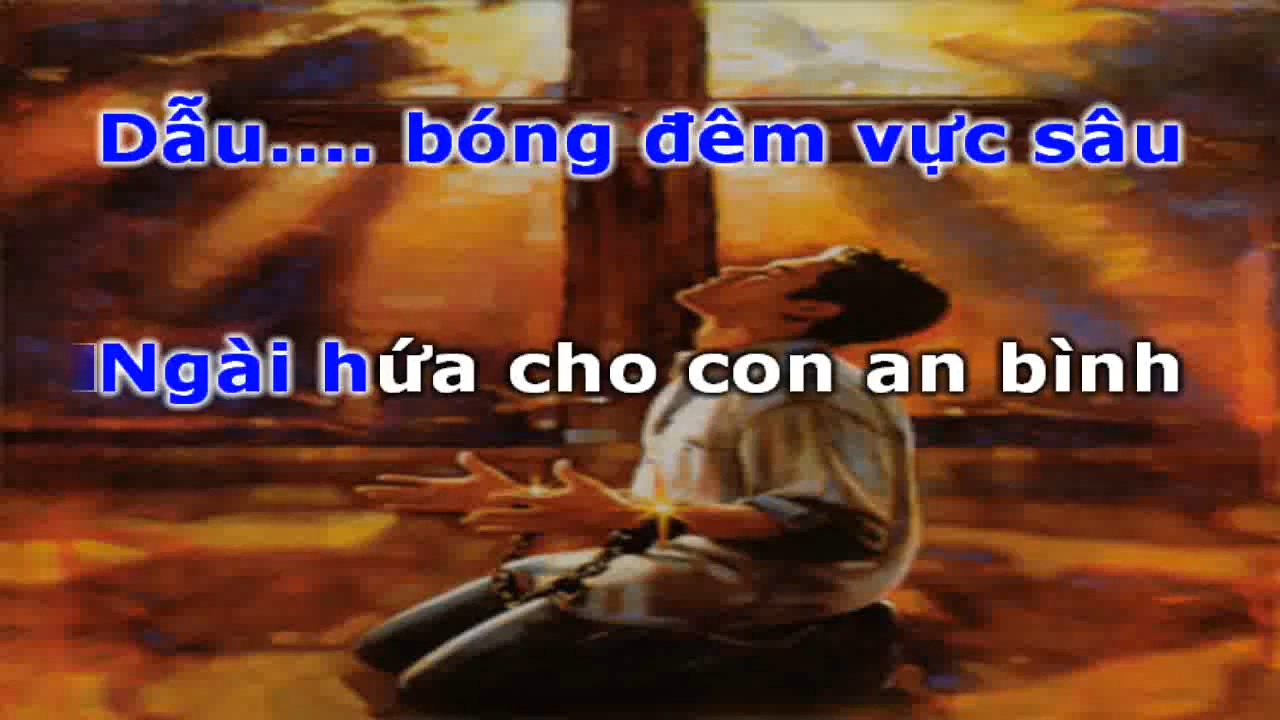 Dẫu.... bóng đêm vực sâu
Ngài hứa cho con an bình